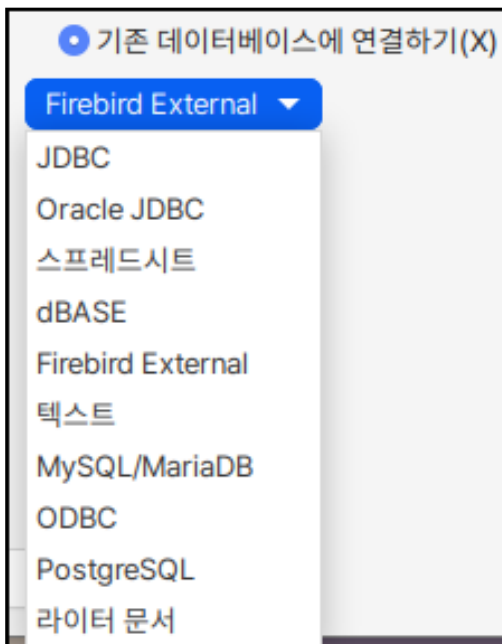 기존 데이터베이스에 연결하기(X)
Firebird External
JDBC
Oracle JDBC
스프레드시트
dBASE
Firebird External
텍스트
MySQL/MariaDB
ODBC
PostgreSQL
라이터 문서